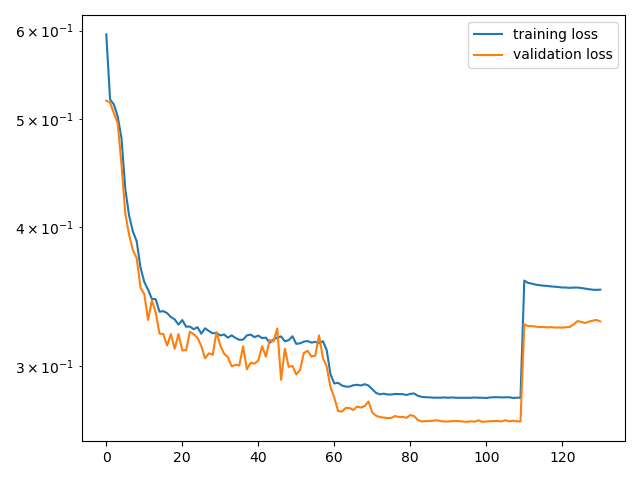 6 × 10⁻¹
5 × 10⁻¹
4 × 10⁻¹
3 × 10⁻¹
training loss
validation loss
0 20 40 60 80 100 120